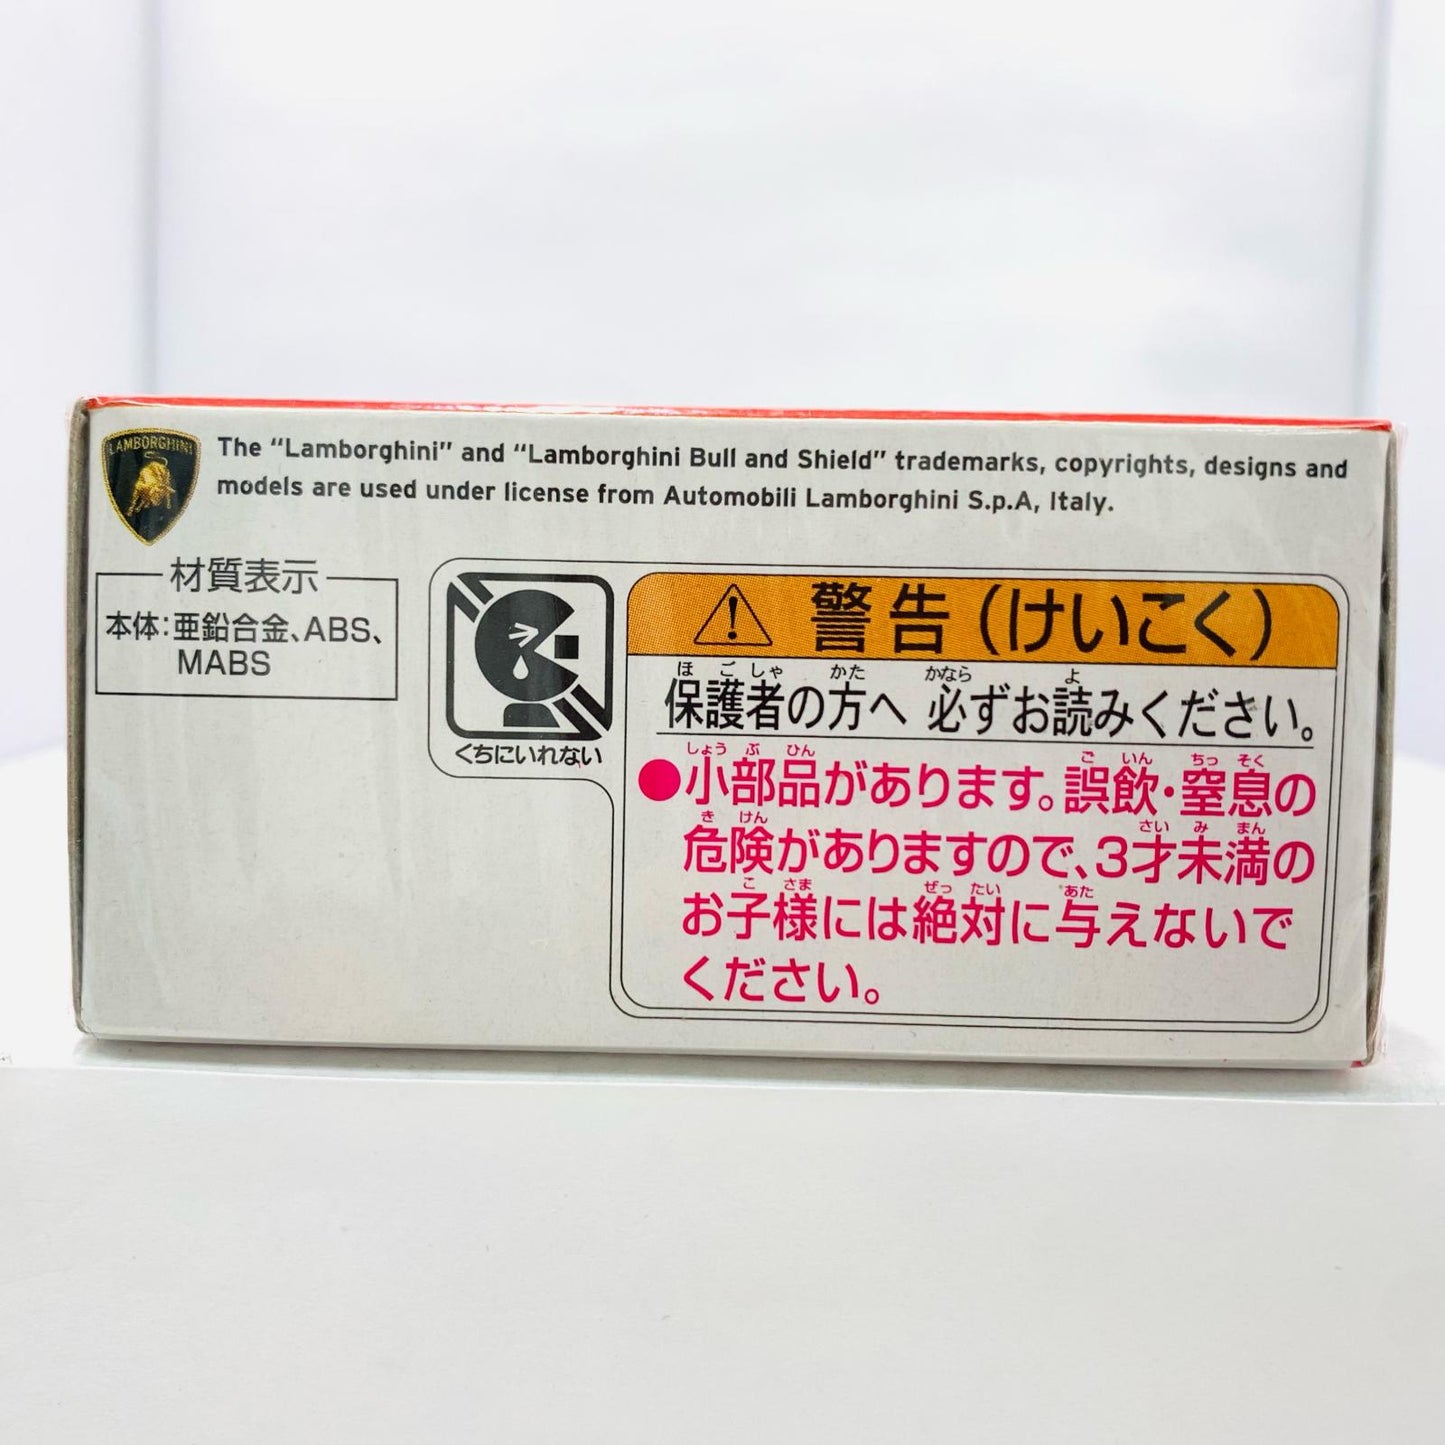 LAMBORGHINI
The “Lamborghini” and “Lamborghini Bull and Shield” trademarks, copyrights, designs and
models are used under license from Automobili Lamborghini S.p.A, Italy.
材質表示
本体:亜鉛合金、ABS、
MABS
くちにいれない
警告(けいこく)
ほごしゃ かた かなら よ
保護者の方へ 必ずお読みください。
しょうぶひん ごいん ちっそく
●小部品があります。誤飲・窒息の
きけん さいみまん
危険がありますので、3才未満の
こさま ぜったい あた
お子様には絶対に与えないで
ください。